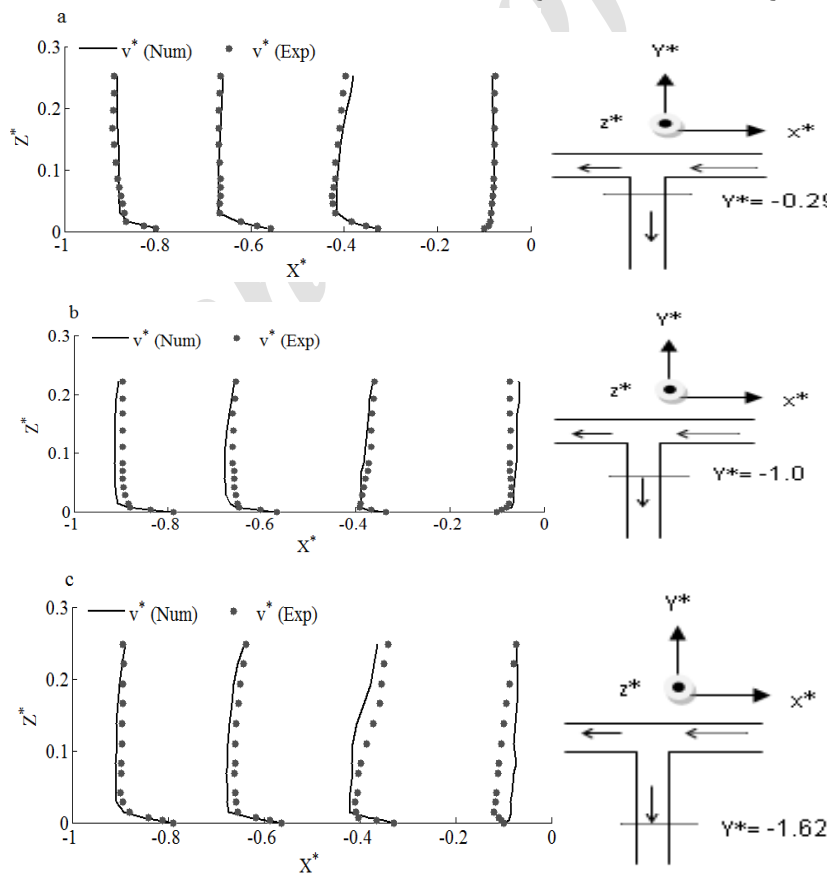 a
v* (Num) v* (Exp)
0.3
0.2
0.1
0
Z*
-1 -0.8 -0.6 -0.4 -0.2 0
X*
Y*
z*
x*
Y*= -0.29
b
v* (Num) v* (Exp)
0.3
0.2
0.1
0
Z*
-1 -0.8 -0.6 -0.4 -0.2 0
X*
Y*
z*
x*
Y*= -1.0
c
v* (Num) v* (Exp)
0.3
0.2
0.1
0
Z*
-1 -0.8 -0.6 -0.4 -0.2 0
X*
Y*
z*
x*
Y*= -1.62